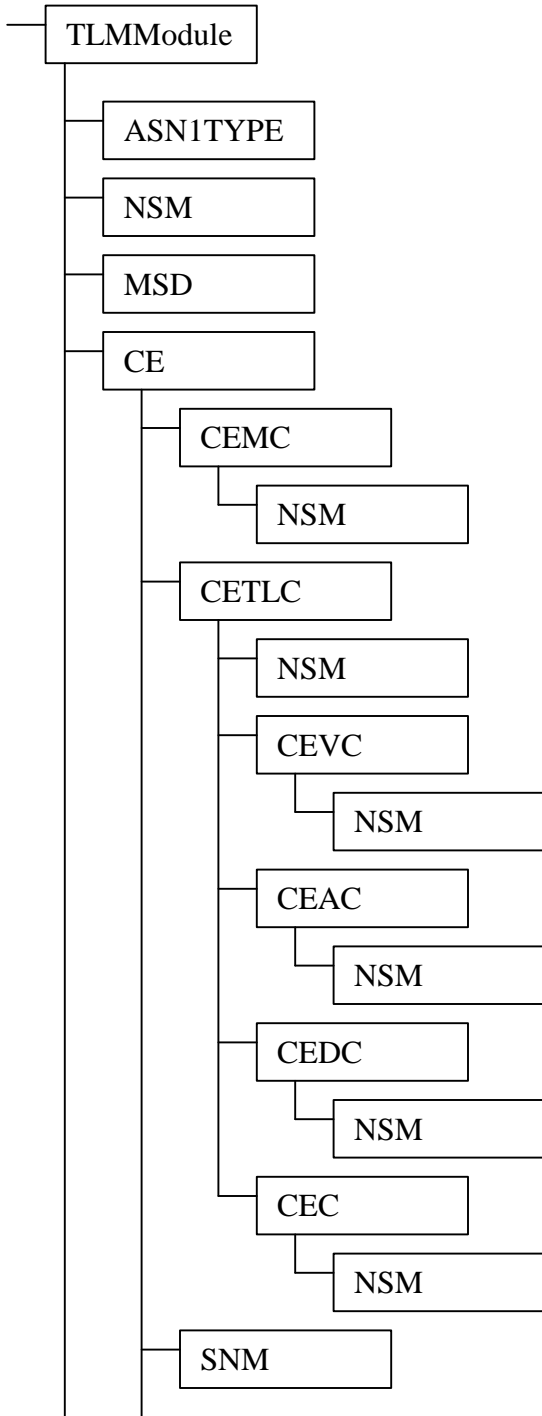 TLMModule
ASN1TYPE
NSM
MSD
CE
CEMC
NSM
CETLC
NSM
CEVC
NSM
CEAC
NSM
CEDC
NSM
CEC
NSM
SNM